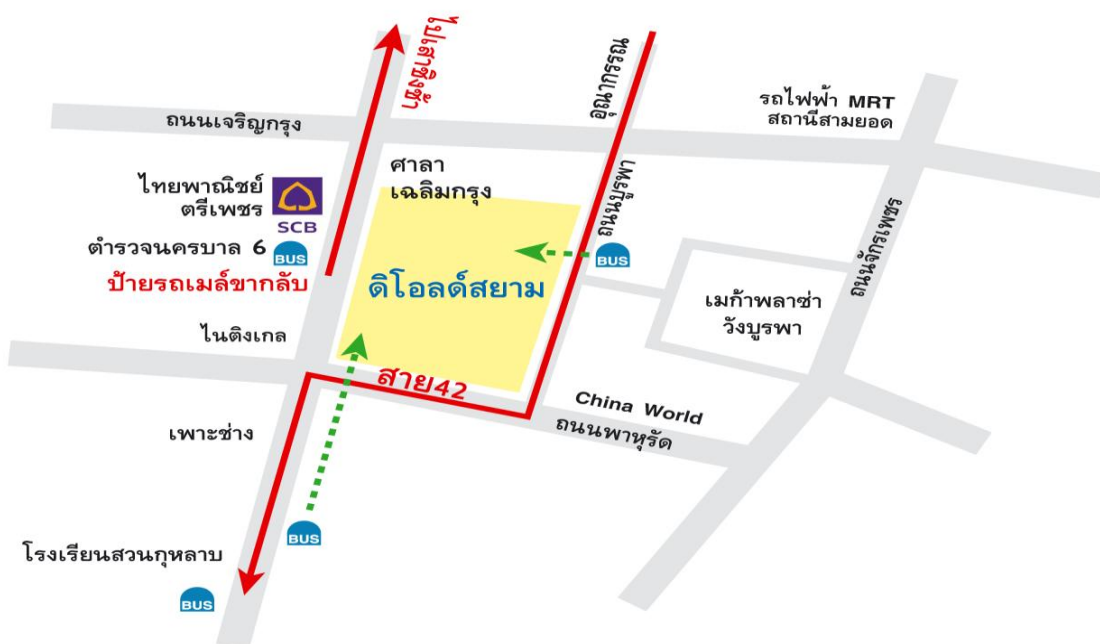 ไปเสาชิงช้า
อุณากรรณ
รถไฟฟ้า MRT
สถานีสามยอด
ถนนเจริญกรุง
ศาลา
เฉลิมกรุง
ไทยพาณิชย์
ตรีเพชร
SCB
ถนนบูรพา
ถนนจักรเพชร
ตำรวจนครบาล 6
BUS
BUS
ป้ายรถเมล์ขากลับ
ดิโอลด์สยาม
เมก้าพลาซ่า
วังบูรพา
ไนติงเกล
สาย42
China World
ถนนพาหุรัด
เพาะช่าง
BUS
โรงเรียนสวนกุหลาบ
BUS